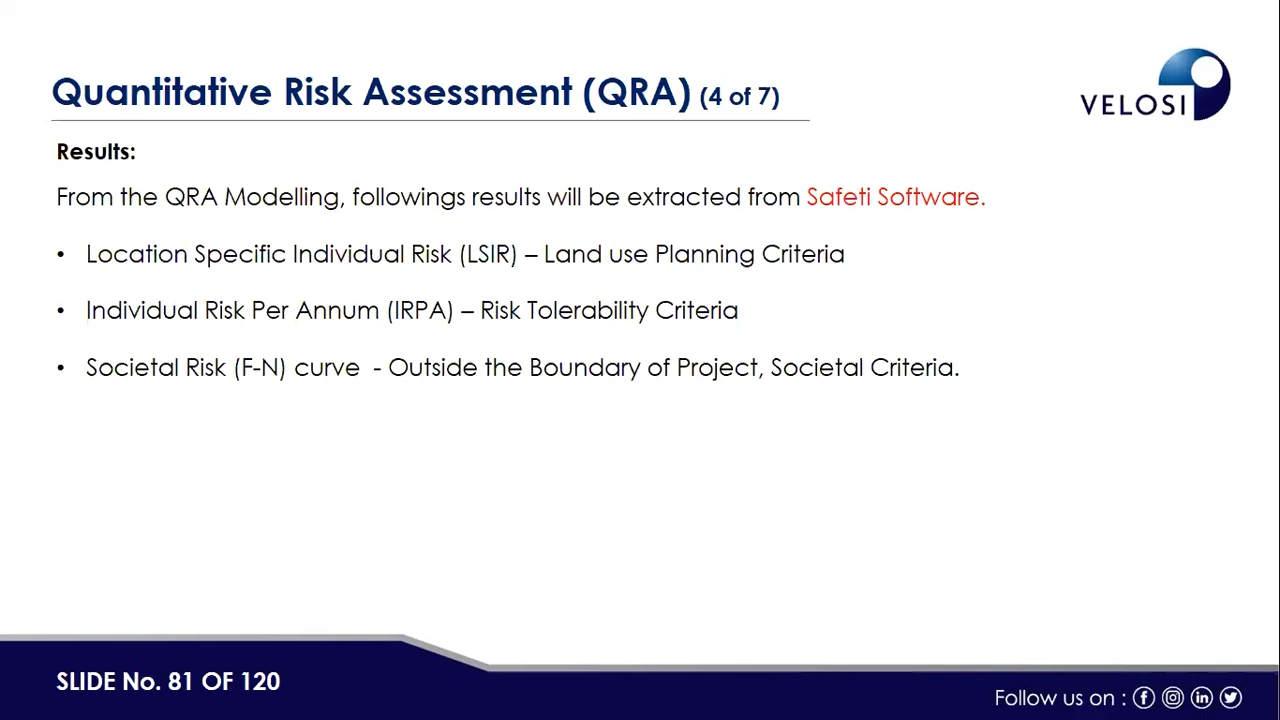 Quantitative Risk Assessment (QRA) (4 of 7)
VELOSI
Results:
From the QRA Modelling, followings results will be extracted from Safeti Software.
• Location Specific Individual Risk (LSIR) – Land use Planning Criteria
• Individual Risk Per Annum (IRPA) – Risk Tolerability Criteria
• Societal Risk (F-N) curve - Outside the Boundary of Project, Societal Criteria.
SLIDE No. 81 OF 120
Follow us on :